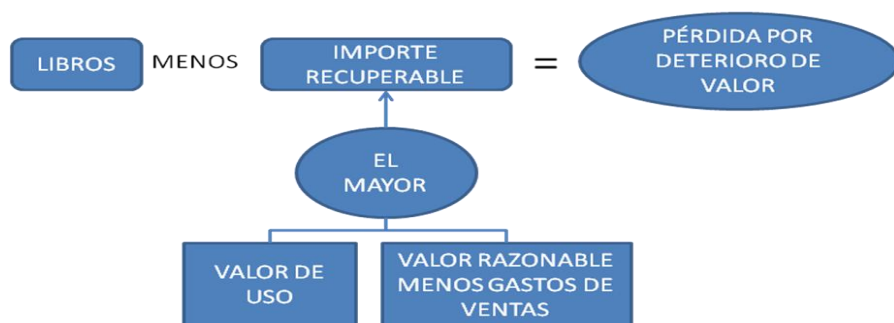 LIBROS
MENOS
IMPORTE
RECUPERABLE
=
PÉRDIDA POR
DETERIORO DE
VALOR
EL
MAYOR
VALOR DE
USO
VALOR RAZONABLE
MENOS GASTOS DE
VENTAS